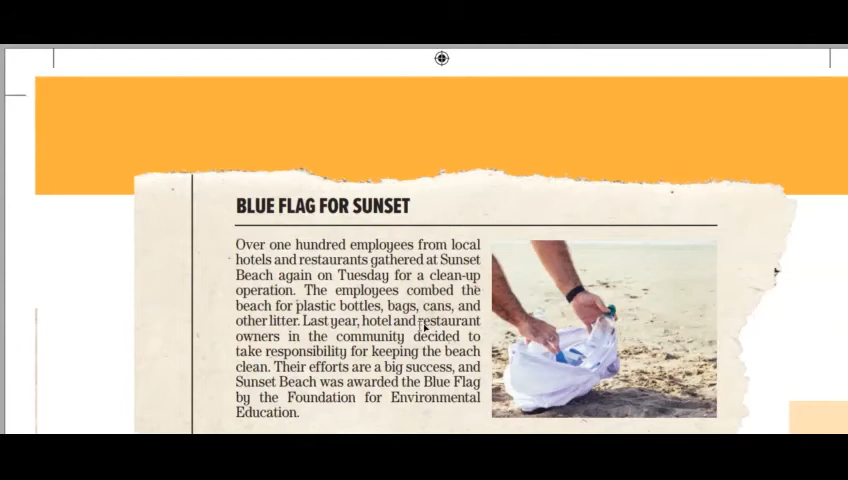 BLUE FLAG FOR SUNSET
Over one hundred employees from local
hotels and restaurants gathered at Sunset
Beach again on Tuesday for a clean-up
operation. The employees combed the
beach for plastic bottles, bags, cans, and
other litter. Last year, hotel and restaurant
owners in the community decided to
take responsibility for keeping the beach
clean. Their efforts are a big success, and
Sunset Beach was awarded the Blue Flag
by the Foundation for Environmental
Education.